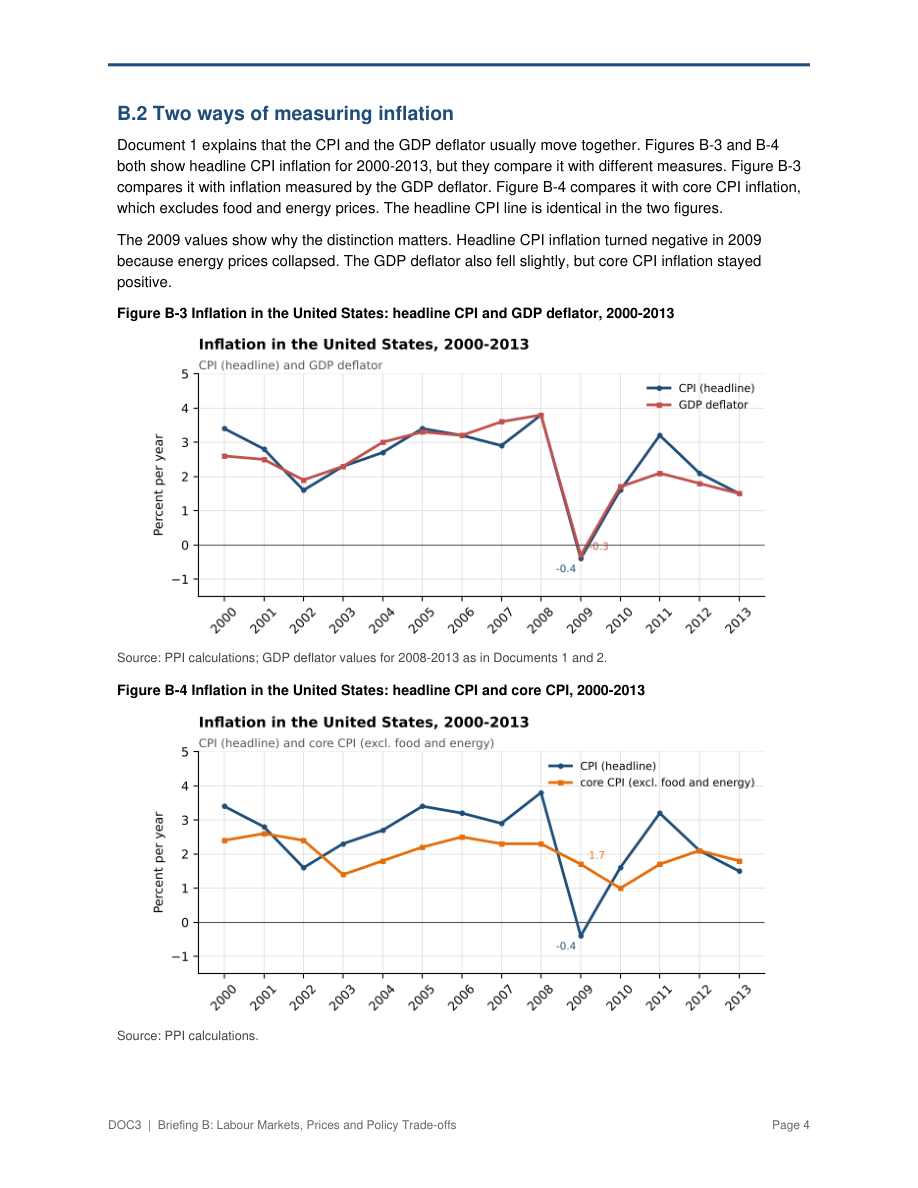 B.2 Two ways of measuring inflation
Document 1 explains that the CPI and the GDP deflator usually move together. Figures B-3 and B-4
both show headline CPI inflation for 2000-2013, but they compare it with different measures. Figure B-3
compares it with inflation measured by the GDP deflator. Figure B-4 compares it with core CPI inflation,
which excludes food and energy prices. The headline CPI line is identical in the two figures.
The 2009 values show why the distinction matters. Headline CPI inflation turned negative in 2009
because energy prices collapsed. The GDP deflator also fell slightly, but core CPI inflation stayed
positive.
Figure B-3 Inflation in the United States: headline CPI and GDP deflator, 2000-2013
Inflation in the United States, 2000-2013
CPI (headline) and GDP deflator
CPI (headline)
GDP deflator
Percent per year
5
4
3
2
1
0
−1
-0.3
-0.4
2000 2001 2002 2003 2004 2005 2006 2007 2008 2009 2010 2011 2012 2013
Source: PPI calculations; GDP deflator values for 2008-2013 as in Documents 1 and 2.
Figure B-4 Inflation in the United States: headline CPI and core CPI, 2000-2013
Inflation in the United States, 2000-2013
CPI (headline) and core CPI (excl. food and energy)
CPI (headline)
core CPI (excl. food and energy)
Percent per year
5
4
3
2
1
0
−1
1.7
-0.4
2000 2001 2002 2003 2004 2005 2006 2007 2008 2009 2010 2011 2012 2013
Source: PPI calculations.
DOC3 | Briefing B: Labour Markets, Prices and Policy Trade-offs
Page 4